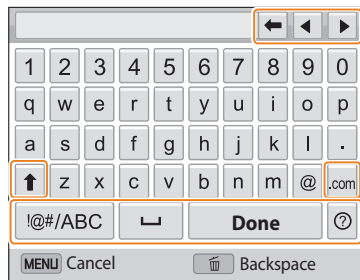 1 2 3 4 5 6 7 8 9 0
q w e r t y u i o p
a s d f g h j k l .
z x c v b n m @ .com
!@#/ABC Done ?
MENU Cancel Backspace